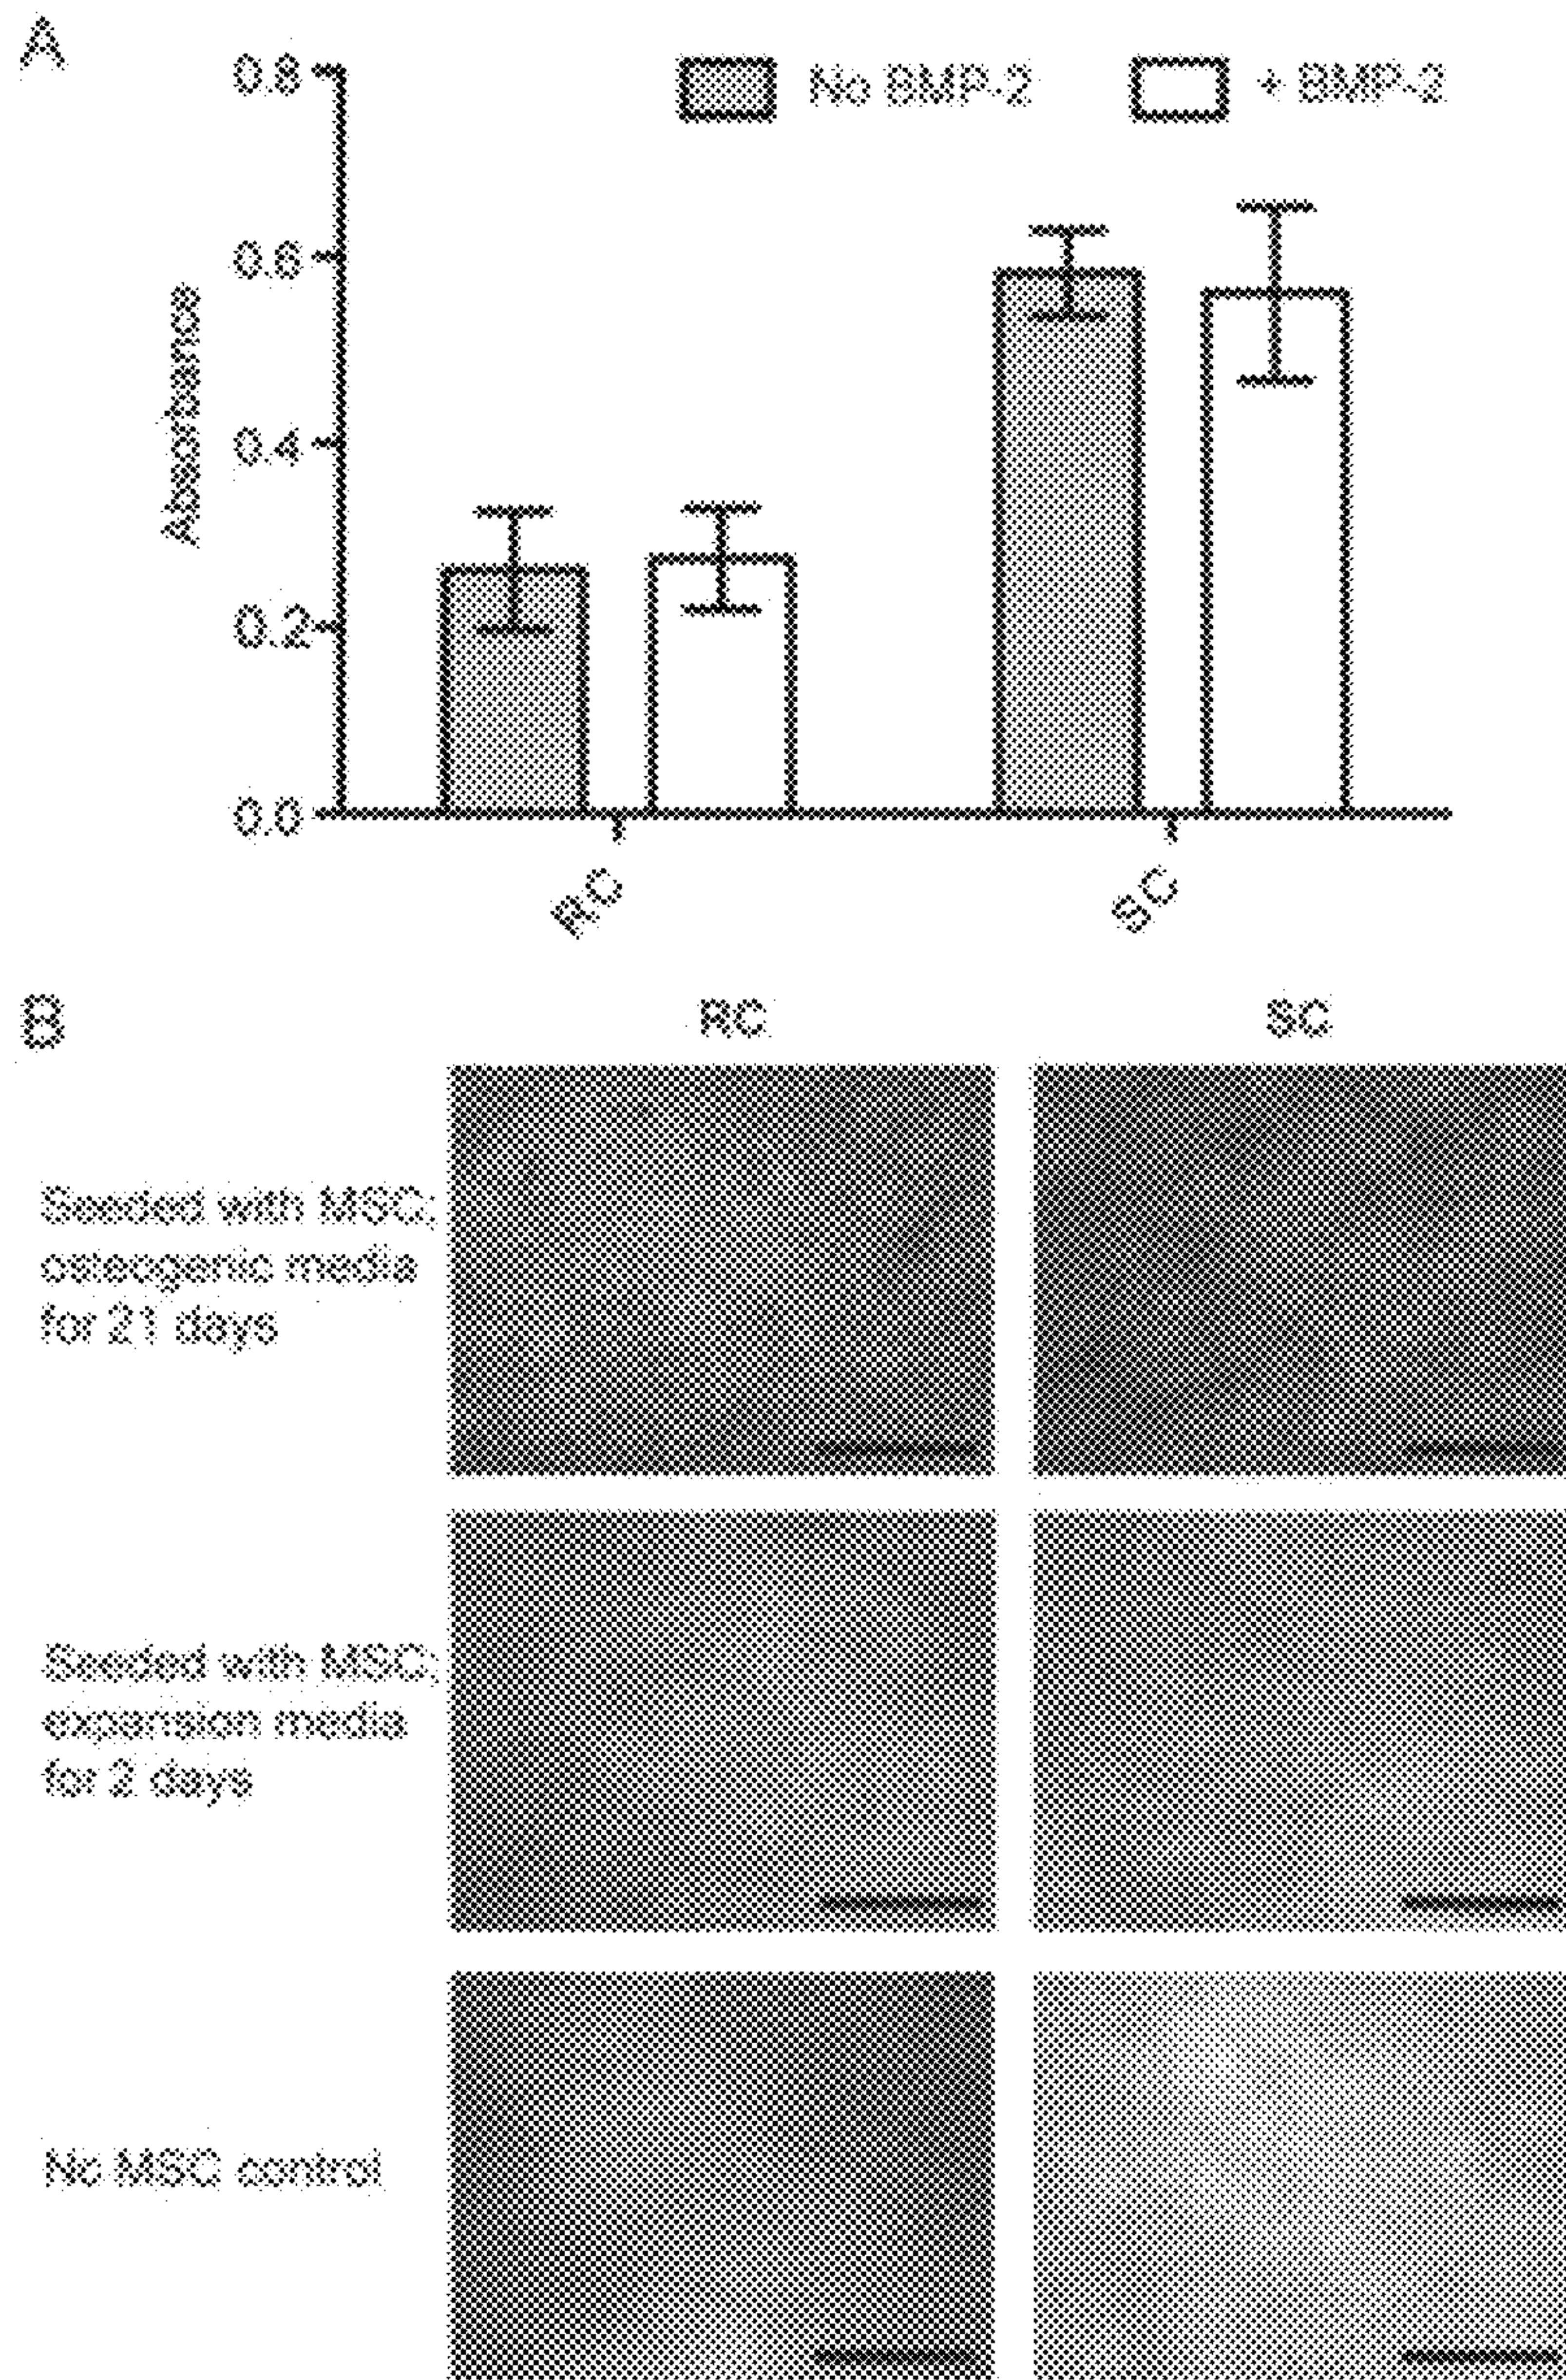 A
No BMP-2
+ BMP-2
0.8
0.6
0.4
0.2
0.0
Absorbance
RC
SC
B
RC
SC
Seeded with MSC;
osteogenic media
for 21 days
Seeded with MSC;
expansion media
for 2 days
No MSC control